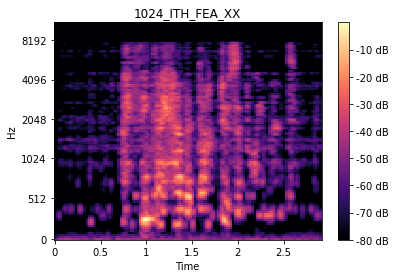 1024_ITH_FEA_XX
8192
4096
2048
1024
512
0
Hz
0
0.5
1
1.5
2
2.5
Time
-10 dB
-20 dB
-30 dB
-40 dB
-50 dB
-60 dB
-70 dB
-80 dB